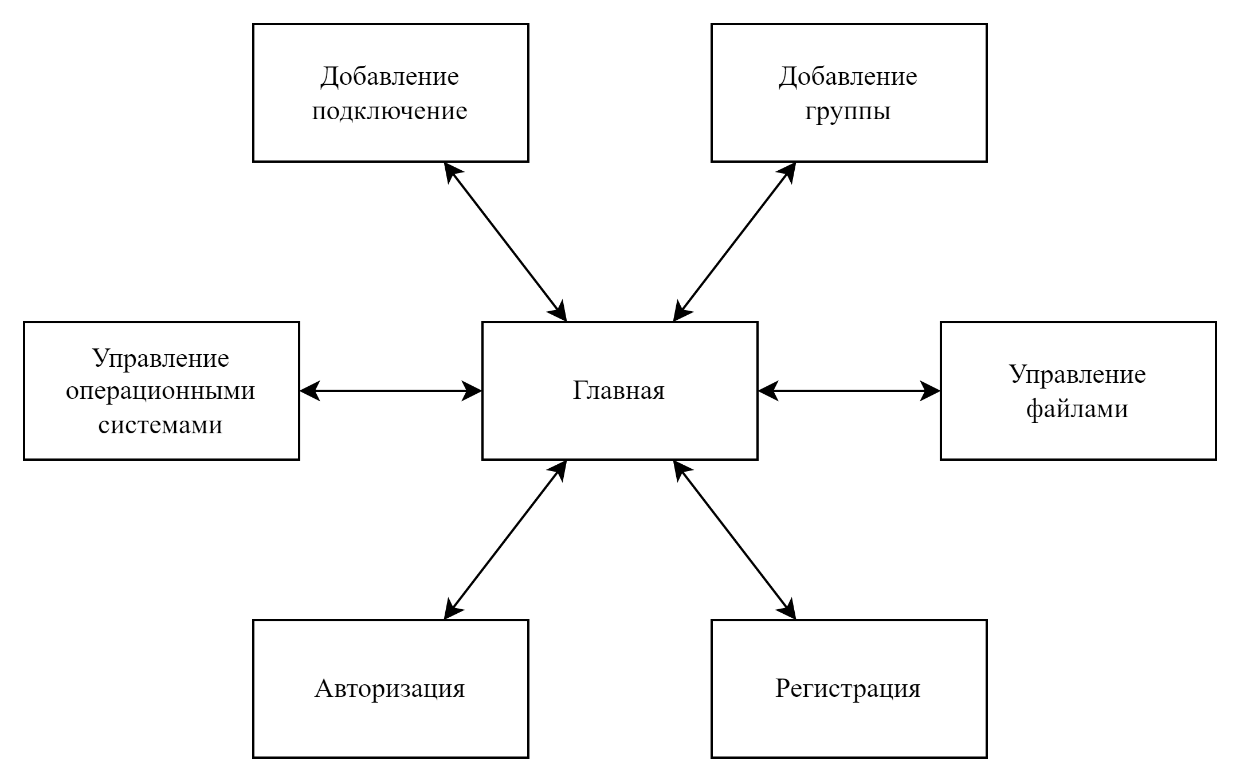 Добавление
подключение
Добавление
группы
Управление
операционными
системами
Главная
Управление
файлами
Авторизация
Регистрация